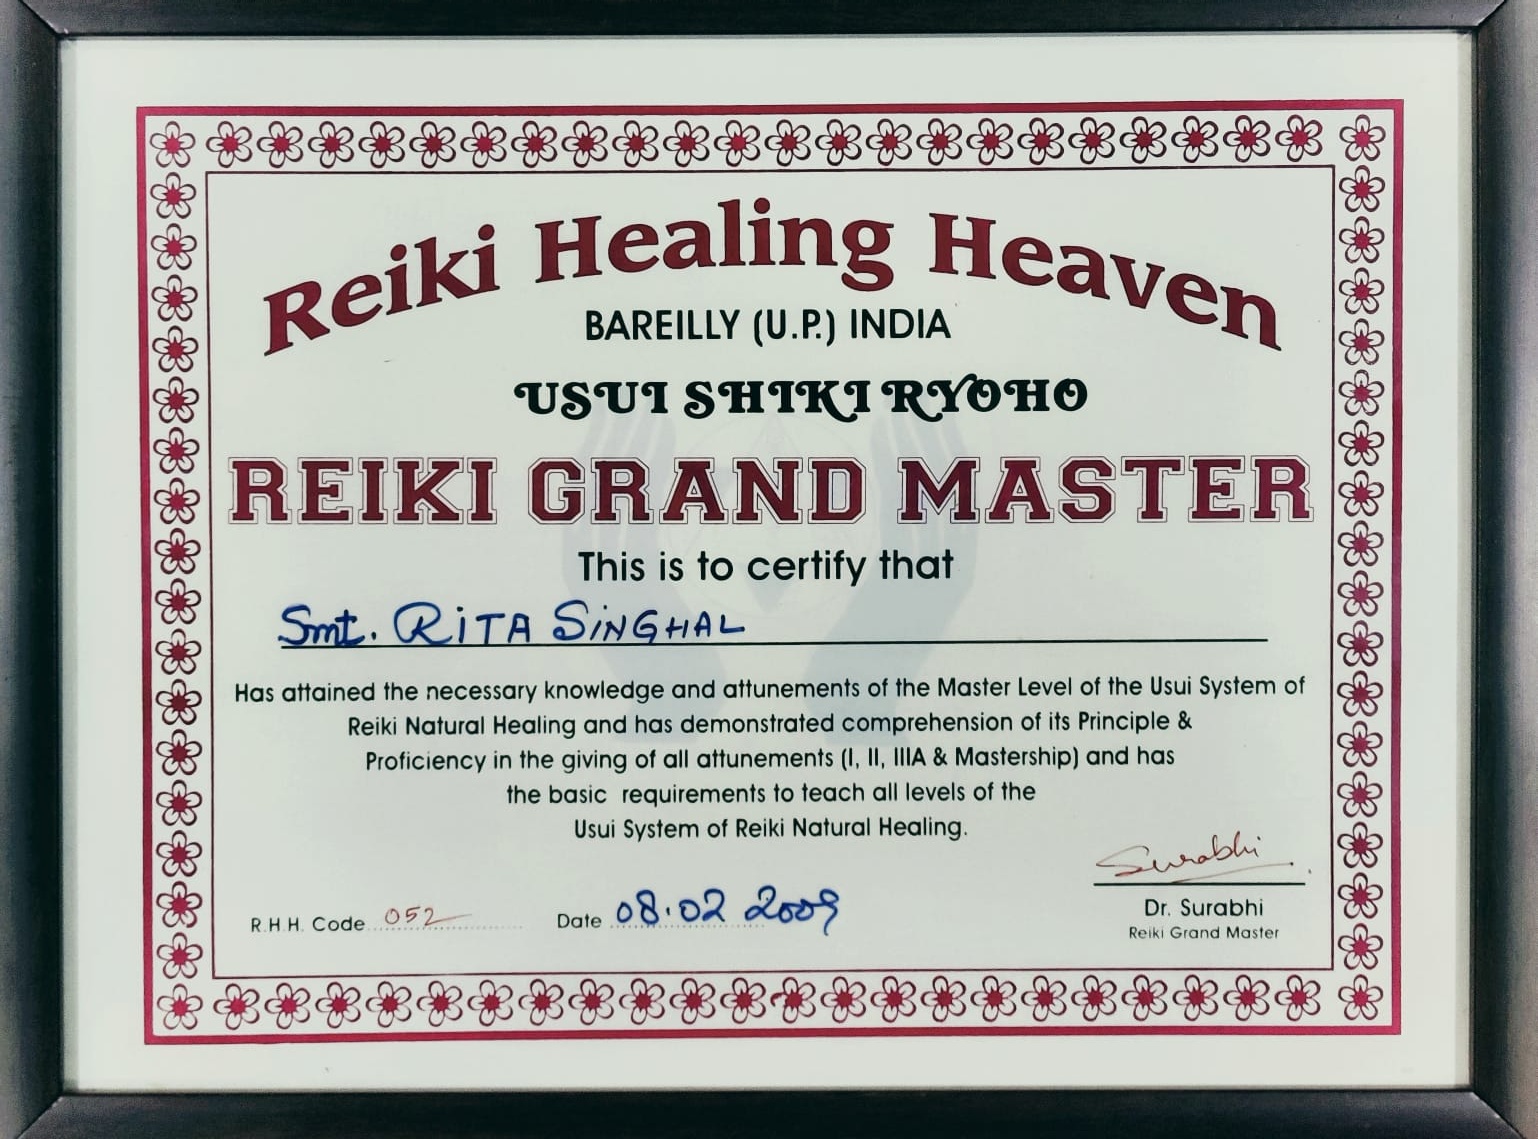 Reiki Healing Heaven
BAREILLY (U.P.) INDIA
USUI SHIKI RYOHO
REIKI GRAND MASTER
This is to certify that
Smt. RITA SINGHAL
Has attained the necessary knowledge and attunements of the Master Level of the Usui System of
Reiki Natural Healing and has demonstrated comprehension of its Principle &
Proficiency in the giving of all attunements (I, II, IIIA & Mastership) and has
the basic requirements to teach all levels of the
Usui System of Reiki Natural Healing.
Surabhi
R.H.H. Code 052 Date 08.02 2009
Dr. Surabhi
Reiki Grand Master